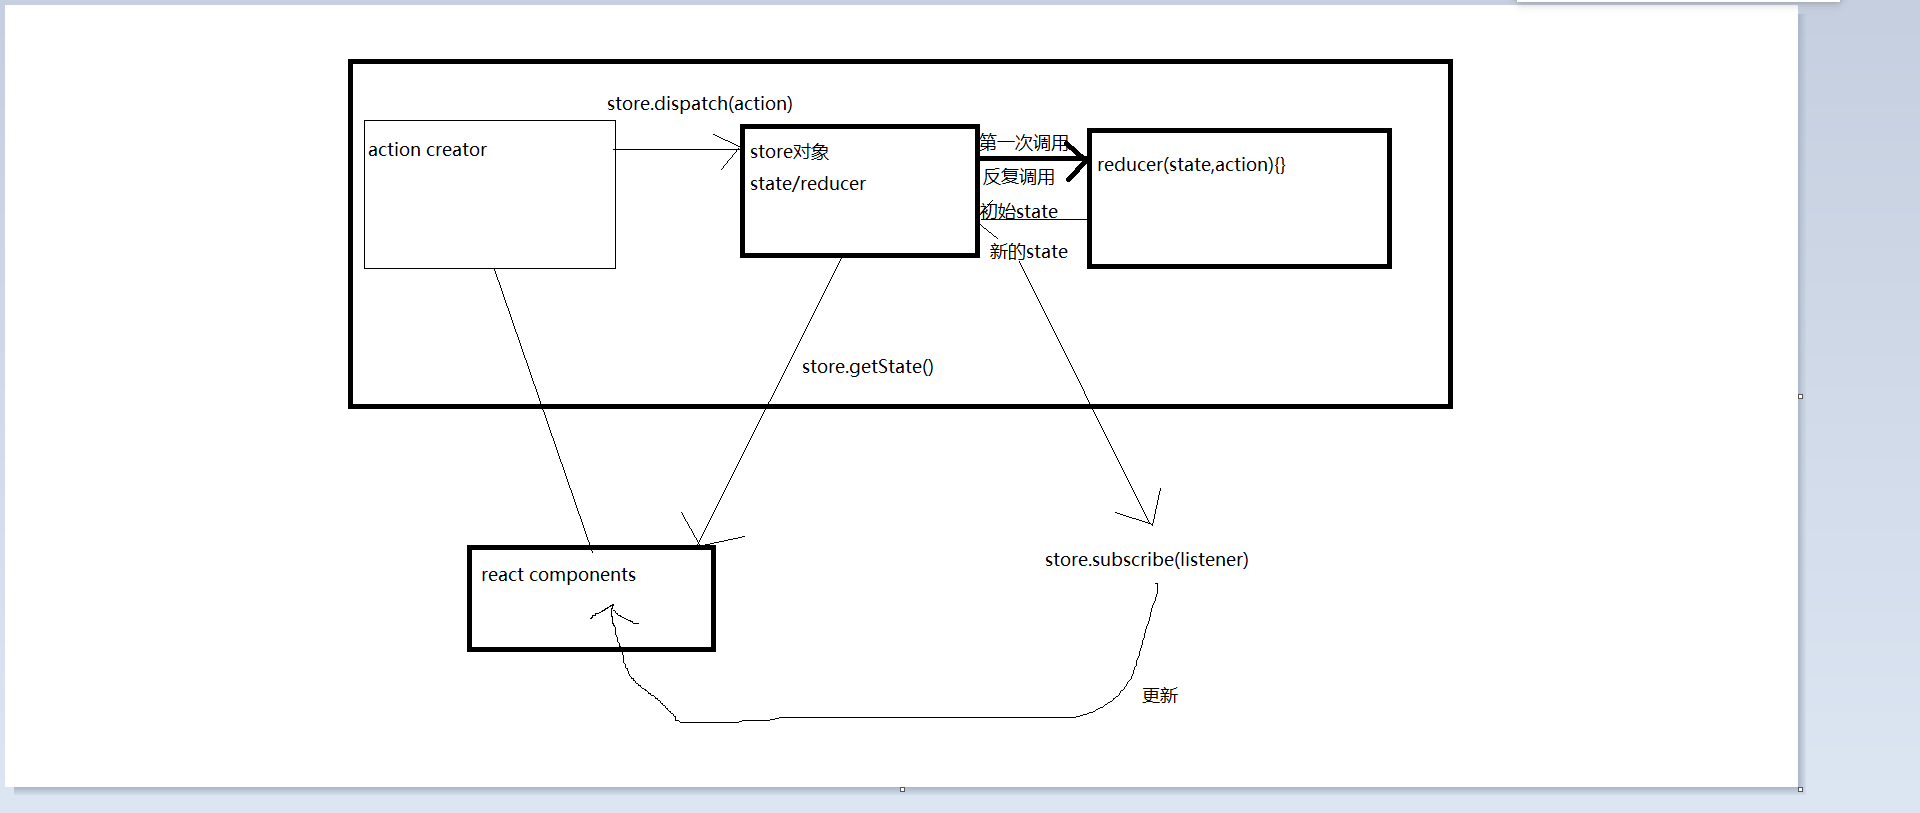 store.dispatch(action)
action creator
store对象
state/reducer
第一次调用
反复调用
初始state
新的state
reducer(state,action){}
store.getState()
react components
store.subscribe(listener)
更新